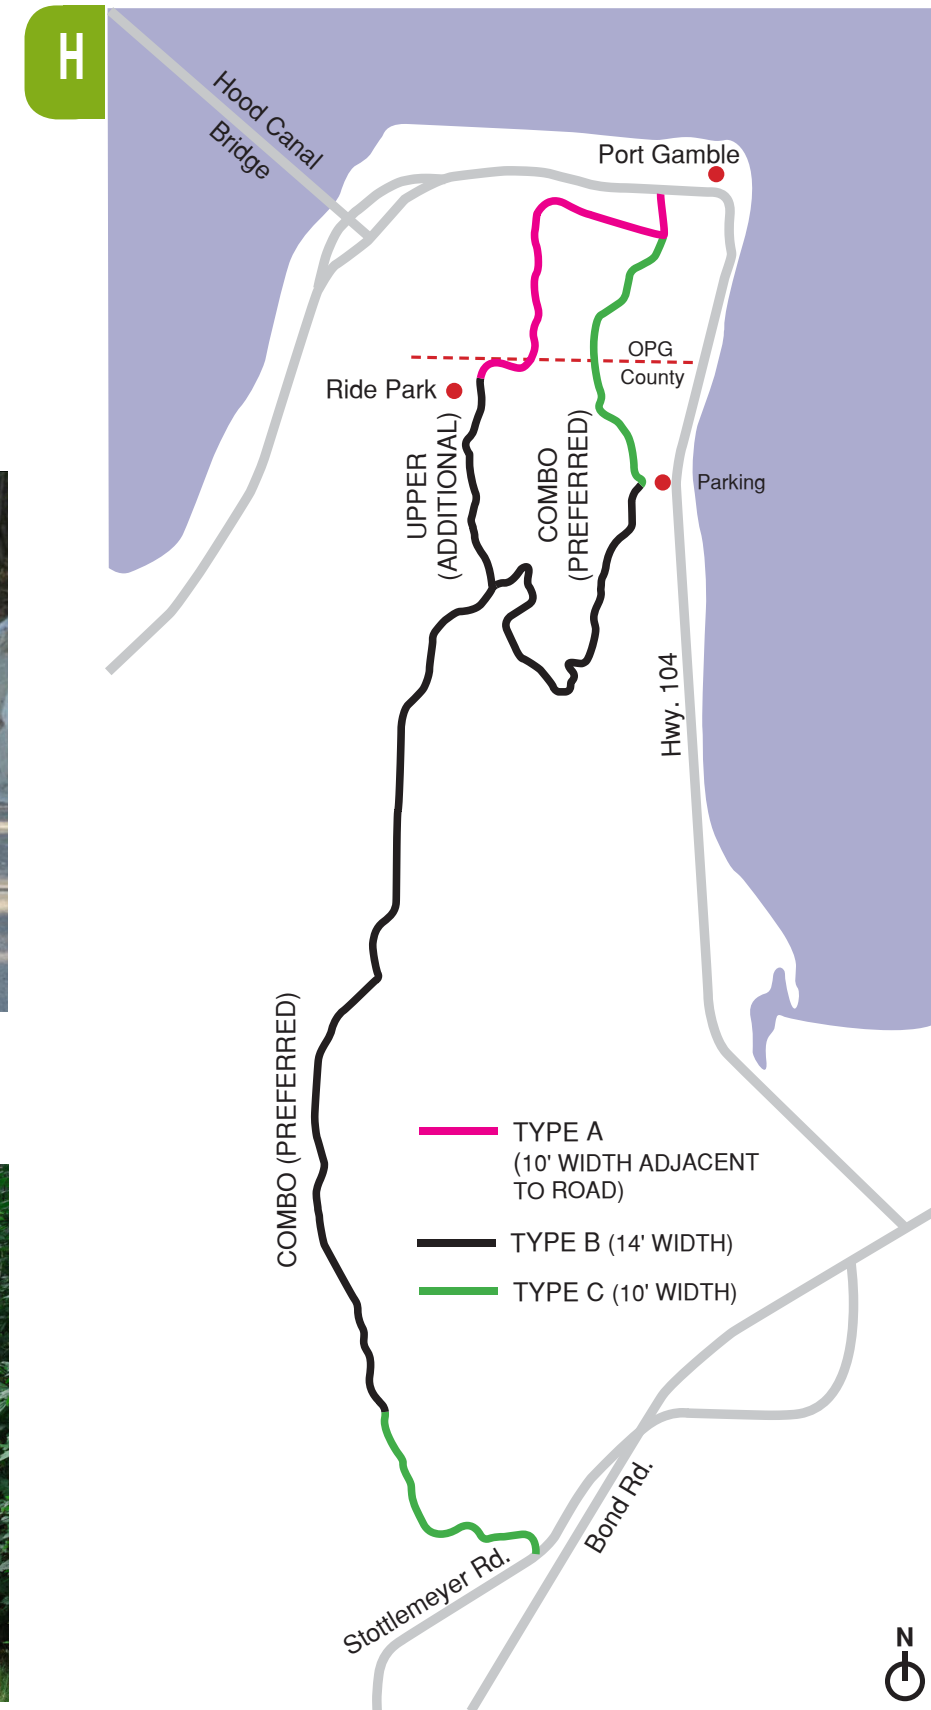 H
Hood Canal
Bridge
Port Gamble
OPG
County
Ride Park
UPPER
(ADDITIONAL)
COMBO
(PREFERRED)
Parking
Hwy. 104
COMBO (PREFERRED)
TYPE A
(10' WIDTH ADJACENT
TO ROAD)
TYPE B (14' WIDTH)
TYPE C (10' WIDTH)
Bond Rd.
Stottlemeyer Rd.
N